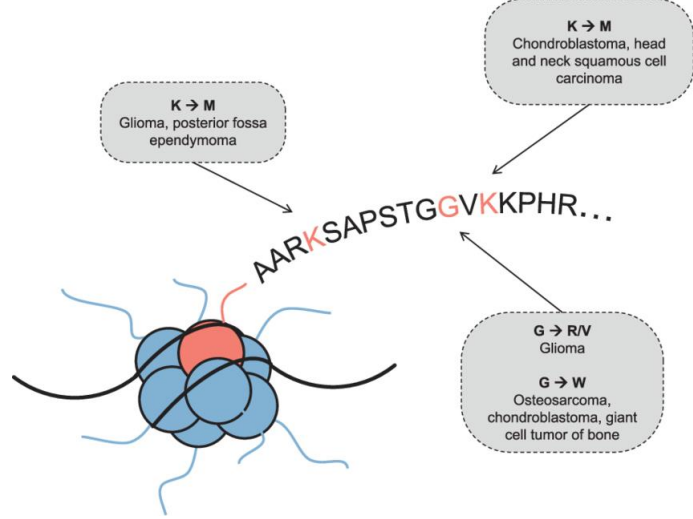 K → M
Chondroblastoma, head
and neck squamous cell
carcinoma
K → M
Glioma, posterior fossa
ependymoma
AARKSAPSTGGVKKPHR...
G → R/V
Glioma
G → W
Osteosarcoma,
chondroblastoma, giant
cell tumor of bone